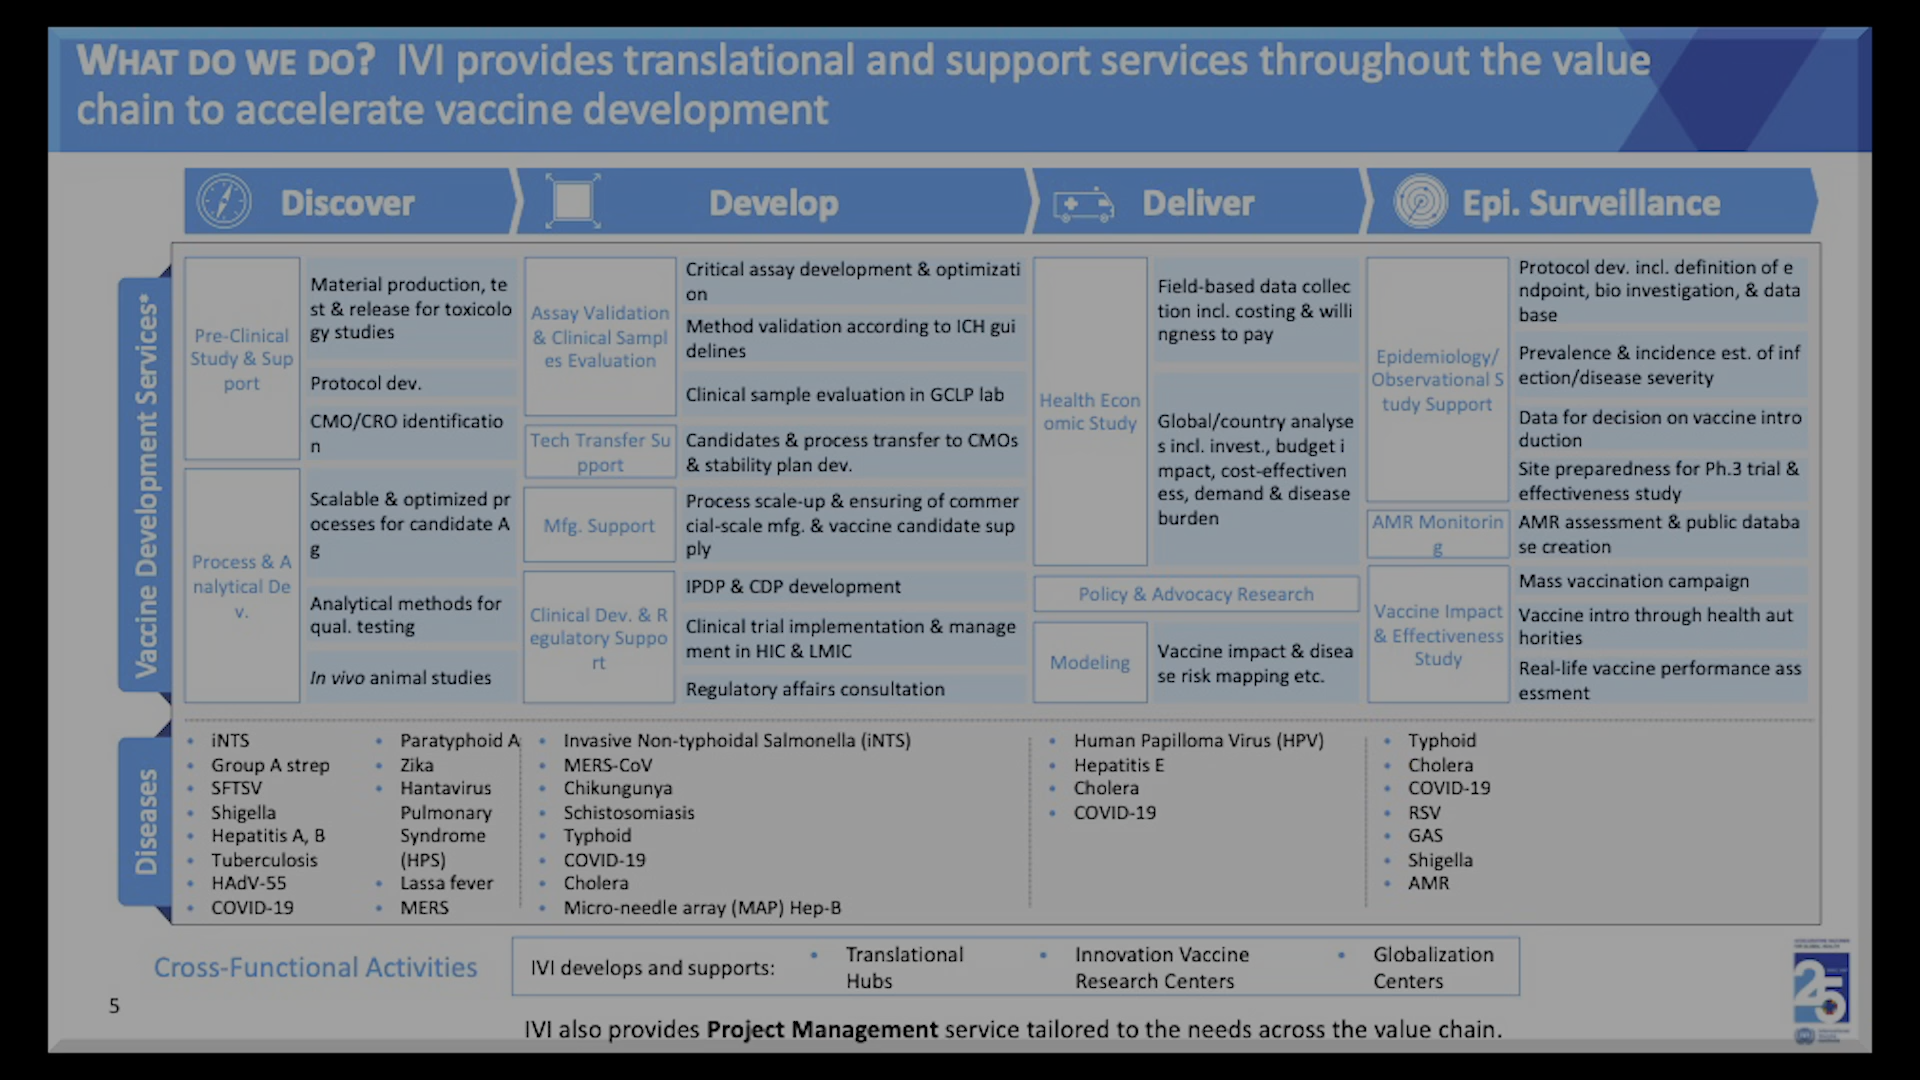 WHAT DO WE DO? IVI provides translational and support services throughout the value
chain to accelerate vaccine development
Discover
Develop
Deliver
Epi. Surveillance
Vaccine Development Services*
Pre-Clinical
Study & Sup
port
Material production, te
st & release for toxicolo
gy studies
Protocol dev.
CMO/CRO identificatio
n
Process & A
nalytical De
v.
Scalable & optimized pr
ocesses for candidate A
g
Analytical methods for
qual. testing
In vivo animal studies
Assay Validation
& Clinical Sampl
es Evaluation
Critical assay development & optimizati
on
Method validation according to ICH gui
delines
Clinical sample evaluation in GCLP lab
Tech Transfer Su
pport
Candidates & process transfer to CMOs
& stability plan dev.
Mfg. Support
Process scale-up & ensuring of commer
cial-scale mfg. & vaccine candidate sup
ply
Clinical Dev. & R
egulatory Suppo
rt
IPDP & CDP development
Clinical trial implementation & manage
ment in HIC & LMIC
Regulatory affairs consultation
Health Econ
omic Study
Field-based data collec
tion incl. costing & willi
ngness to pay
Global/country analyse
s incl. invest., budget i
mpact, cost-effectiven
ess, demand & disease
burden
Policy & Advocacy Research
Modeling
Vaccine impact & disea
se risk mapping etc.
Epidemiology/
Observational S
tudy Support
Protocol dev. incl. definition of e
ndpoint, bio investigation, & data
base
Prevalence & incidence est. of inf
ection/disease severity
Data for decision on vaccine intro
duction
Site preparedness for Ph.3 trial &
effectiveness study
AMR Monitorin
g
AMR assessment & public databa
se creation
Vaccine Impact
& Effectiveness
Study
Mass vaccination campaign
Vaccine intro through health aut
horities
Real-life vaccine performance ass
essment
Diseases
• iNTS
• Group A strep
• SFTSV
• Shigella
• Hepatitis A, B
• Tuberculosis
• HAdV-55
• COVID-19
• Paratyphoid A
• Zika
• Hantavirus
Pulmonary
Syndrome
(HPS)
• Lassa fever
• MERS
• Invasive Non-typhoidal Salmonella (iNTS)
• MERS-CoV
• Chikungunya
• Schistosomiasis
• Typhoid
• COVID-19
• Cholera
• Micro-needle array (MAP) Hep-B
• Human Papilloma Virus (HPV)
• Hepatitis E
• Cholera
• COVID-19
• Typhoid
• Cholera
• COVID-19
• RSV
• GAS
• Shigella
• AMR
Cross-Functional Activities
IVI develops and supports:
• Translational
Hubs
• Innovation Vaccine
Research Centers
• Globalization
Centers
5
IVI also provides Project Management service tailored to the needs across the value chain.
25